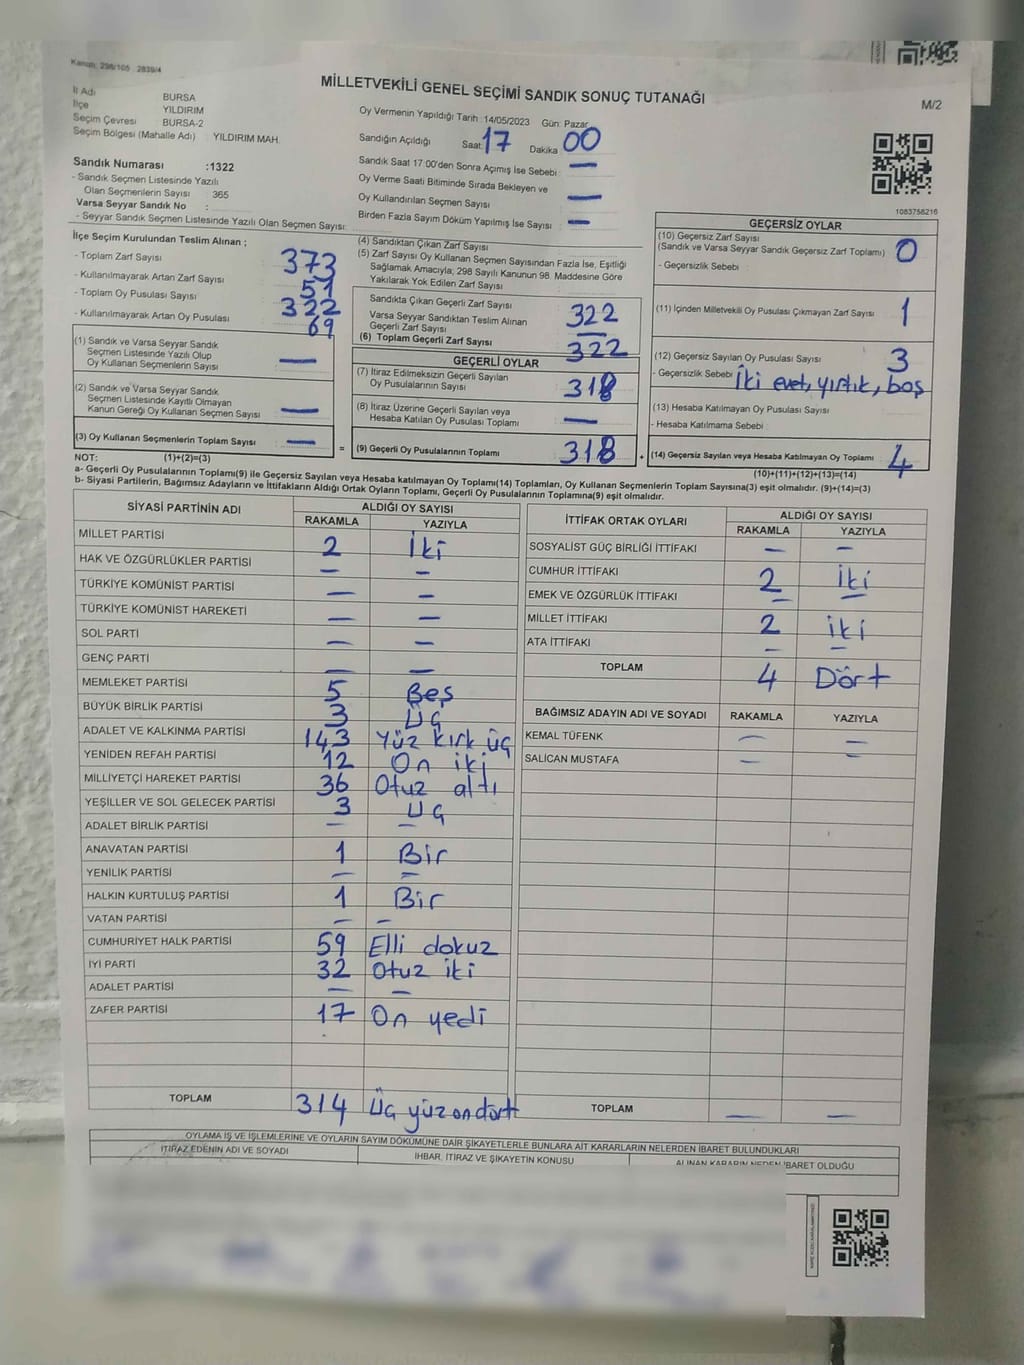 Kanun: 298/105 2839/4
MİLLETVEKİLİ GENEL SEÇİMİ SANDIK SONUÇ TUTANAĞI
M/2
İl Adı BURSA
İlçe YILDIRIM
Seçim Çevresi BURSA-2
Seçim Bölgesi (Mahalle Adı) YILDIRIM MAH.
Sandık Numarası :1322
- Sandık Seçmen Listesinde Yazılı
Olan Seçmenlerin Sayısı 365
Varsa Seyyar Sandık No :
- Seyyar Sandık Seçmen Listesinde Yazılı Olan Seçmen Sayısı:
Oy Vermenin Yapıldığı Tarih :14/05/2023 Gün: Pazar
Sandığın Açıldığı Saat: 17 Dakika 00
Sandık Saat 17:00'den Sonra Açımış İse Sebebi: —
Oy Verme Saati Bitiminde Sırada Bekleyen ve
Oy Kullandırılan Seçmen Sayısı —
Birden Fazla Sayım Döküm Yapılmış İse Sayısı : —
1083758216
İlçe Seçim Kurulundan Teslim Alınan ;
- Toplam Zarf Sayısı 373
- Kullanılmayarak Artan Zarf Sayısı 51
- Toplam Oy Pusulası Sayısı 322
- Kullanılmayarak Artan Oy Pusulası 69
(1) Sandık ve Varsa Seyyar Sandık
Seçmen Listesinde Yazılı Olup
Oy Kullanan Seçmenlerin Sayısı —
(2) Sandık ve Varsa Seyyar Sandık
Seçmen Listesinde Kayıtlı Olmayan
Kanun Gereği Oy Kullanan Seçmen Sayısı —
(3) Oy Kullanan Seçmenlerin Toplam Sayısı — =
(4) Sandıktan Çıkan Zarf Sayısı
(5) Zarf Sayısı Oy Kullanan Seçmen Sayısından Fazla İse, Eşitliği
Sağlamak Amacıyla, 298 Sayılı Kanunun 98. Maddesine Göre
Yakılarak Yok Edilen Zarf Sayısı
Sandıkta Çıkan Geçerli Zarf Sayısı 322
Varsa Seyyar Sandıktan Teslim Alınan
Geçerli Zarf Sayısı —
(6) Toplam Geçerli Zarf Sayısı 322
GEÇERLİ OYLAR
(7) İtiraz Edilmeksizin Geçerli Sayılan
Oy Pusulalarının Sayısı 318
(8) İtiraz Üzerine Geçerli Sayılan veya
Hesaba Katılan Oy Pusulası Toplamı —
(9) Geçerli Oy Pusulalarının Toplamı 318 +
GEÇERSİZ OYLAR
(10) Geçersiz Zarf Sayısı
(Sandık ve Varsa Seyyar Sandık Geçersiz Zarf Toplamı) 0
- Geçersizlik Sebebi :
(11) İçinden Milletvekili Oy Pusulası Çıkmayan Zarf Sayısı 1
(12) Geçersiz Sayılan Oy Pusulası Sayısı 3
- Geçersizlik Sebebi İki evet, yırtık, boş
(13) Hesaba Katılmayan Oy Pusulası Sayısı
- Hesaba Katılmama Sebebi :
(14) Geçersiz Sayılan veya Hesaba Katılmayan Oy Toplamı 4
NOT: (1)+(2)=(3) (10)+(11)+(12)+(13)=(14)
a- Geçerli Oy Pusulalarının Toplamı(9) ile Geçersiz Sayılan veya Hesaba katılmayan Oy Toplamı(14) Toplamları, Oy Kullanan Seçmenlerin Toplam Sayısına(3) eşit olmalıdır. (9)+(14)=(3)
b- Siyasi Partilerin, Bağımsız Adayların ve İttifakların Aldığı Ortak Oyların Toplamı, Geçerli Oy Pusulalarının Toplamına(9) eşit olmalıdır.
SİYASİ PARTİNİN ADI ALDIĞI OY SAYISI
RAKAMLA YAZIYLA
MİLLET PARTİSİ 2 İki
HAK VE ÖZGÜRLÜKLER PARTİSİ — —
TÜRKİYE KOMÜNİST PARTİSİ — —
TÜRKİYE KOMÜNİST HAREKETİ — —
SOL PARTİ — —
GENÇ PARTİ — —
MEMLEKET PARTİSİ 5 Beş
BÜYÜK BİRLİK PARTİSİ 3 Üç
ADALET VE KALKINMA PARTİSİ 143 Yüz kırk üç
YENİDEN REFAH PARTİSİ 12 On iki
MİLLİYETÇİ HAREKET PARTİSİ 36 Otuz altı
YEŞİLLER VE SOL GELECEK PARTİSİ 3 Üç
ADALET BİRLİK PARTİSİ — —
ANAVATAN PARTİSİ 1 Bir
YENİLİK PARTİSİ — —
HALKIN KURTULUŞ PARTİSİ 1 Bir
VATAN PARTİSİ — —
CUMHURİYET HALK PARTİSİ 59 Elli dokuz
İYİ PARTİ 32 Otuz iki
ADALET PARTİSİ — —
ZAFER PARTİSİ 17 On yedi
TOPLAM 314 Üç yüz on dört
İTTİFAK ORTAK OYLARI ALDIĞI OY SAYISI
RAKAMLA YAZIYLA
SOSYALİST GÜÇ BİRLİĞİ İTTİFAKI — —
CUMHUR İTTİFAKI 2 İki
EMEK VE ÖZGÜRLÜK İTTİFAKI — —
MİLLET İTTİFAKI 2 iki
ATA İTTİFAKI — —
TOPLAM 4 Dört
BAĞIMSIZ ADAYIN ADI VE SOYADI RAKAMLA YAZIYLA
KEMAL TÜFENK — —
SALİCAN MUSTAFA — —
TOPLAM — —
OYLAMA İŞ VE İŞLEMLERİNE VE OYLARIN SAYIM DÖKÜMÜNE DAİR ŞİKAYETLERLE BUNLARA AİT KARARLARIN NELERDEN İBARET BULUNDUKLARI
İTİRAZ EDENİN ADI VE SOYADI İHBAR, İTİRAZ VE ŞİKAYETİN KONUSU ALINAN KARARIN NEDEN İBARET OLDUĞU